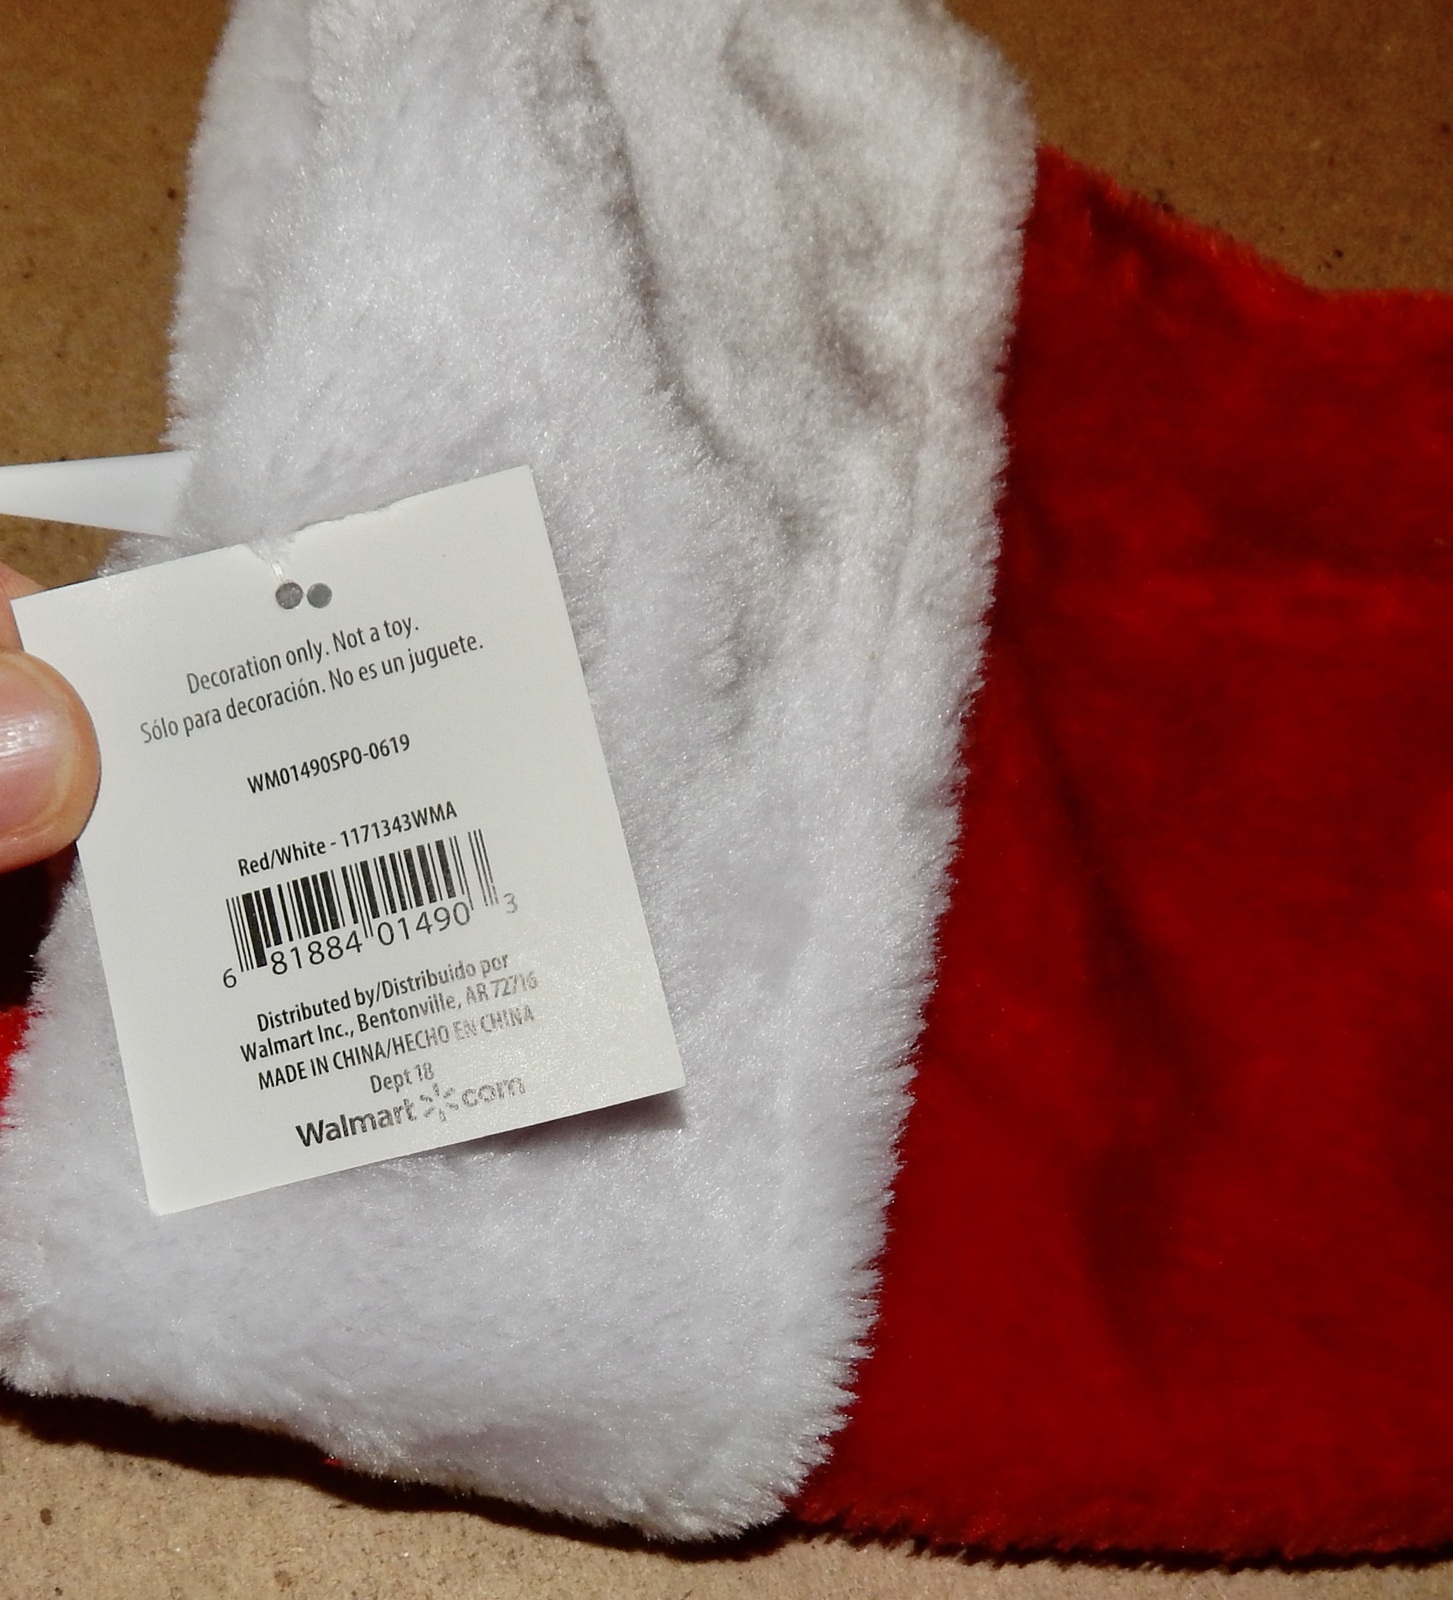 Decoration only. Not a toy.
Sólo para decoración. No es un juguete.
WM01490SPO-0619
Red/White - 1171343WMA
6 81884 01490 3
Distributed by/Distribuido por
Walmart Inc., Bentonville, AR 72716
MADE IN CHINA/HECHO EN CHINA
Dept 18
Walmart com